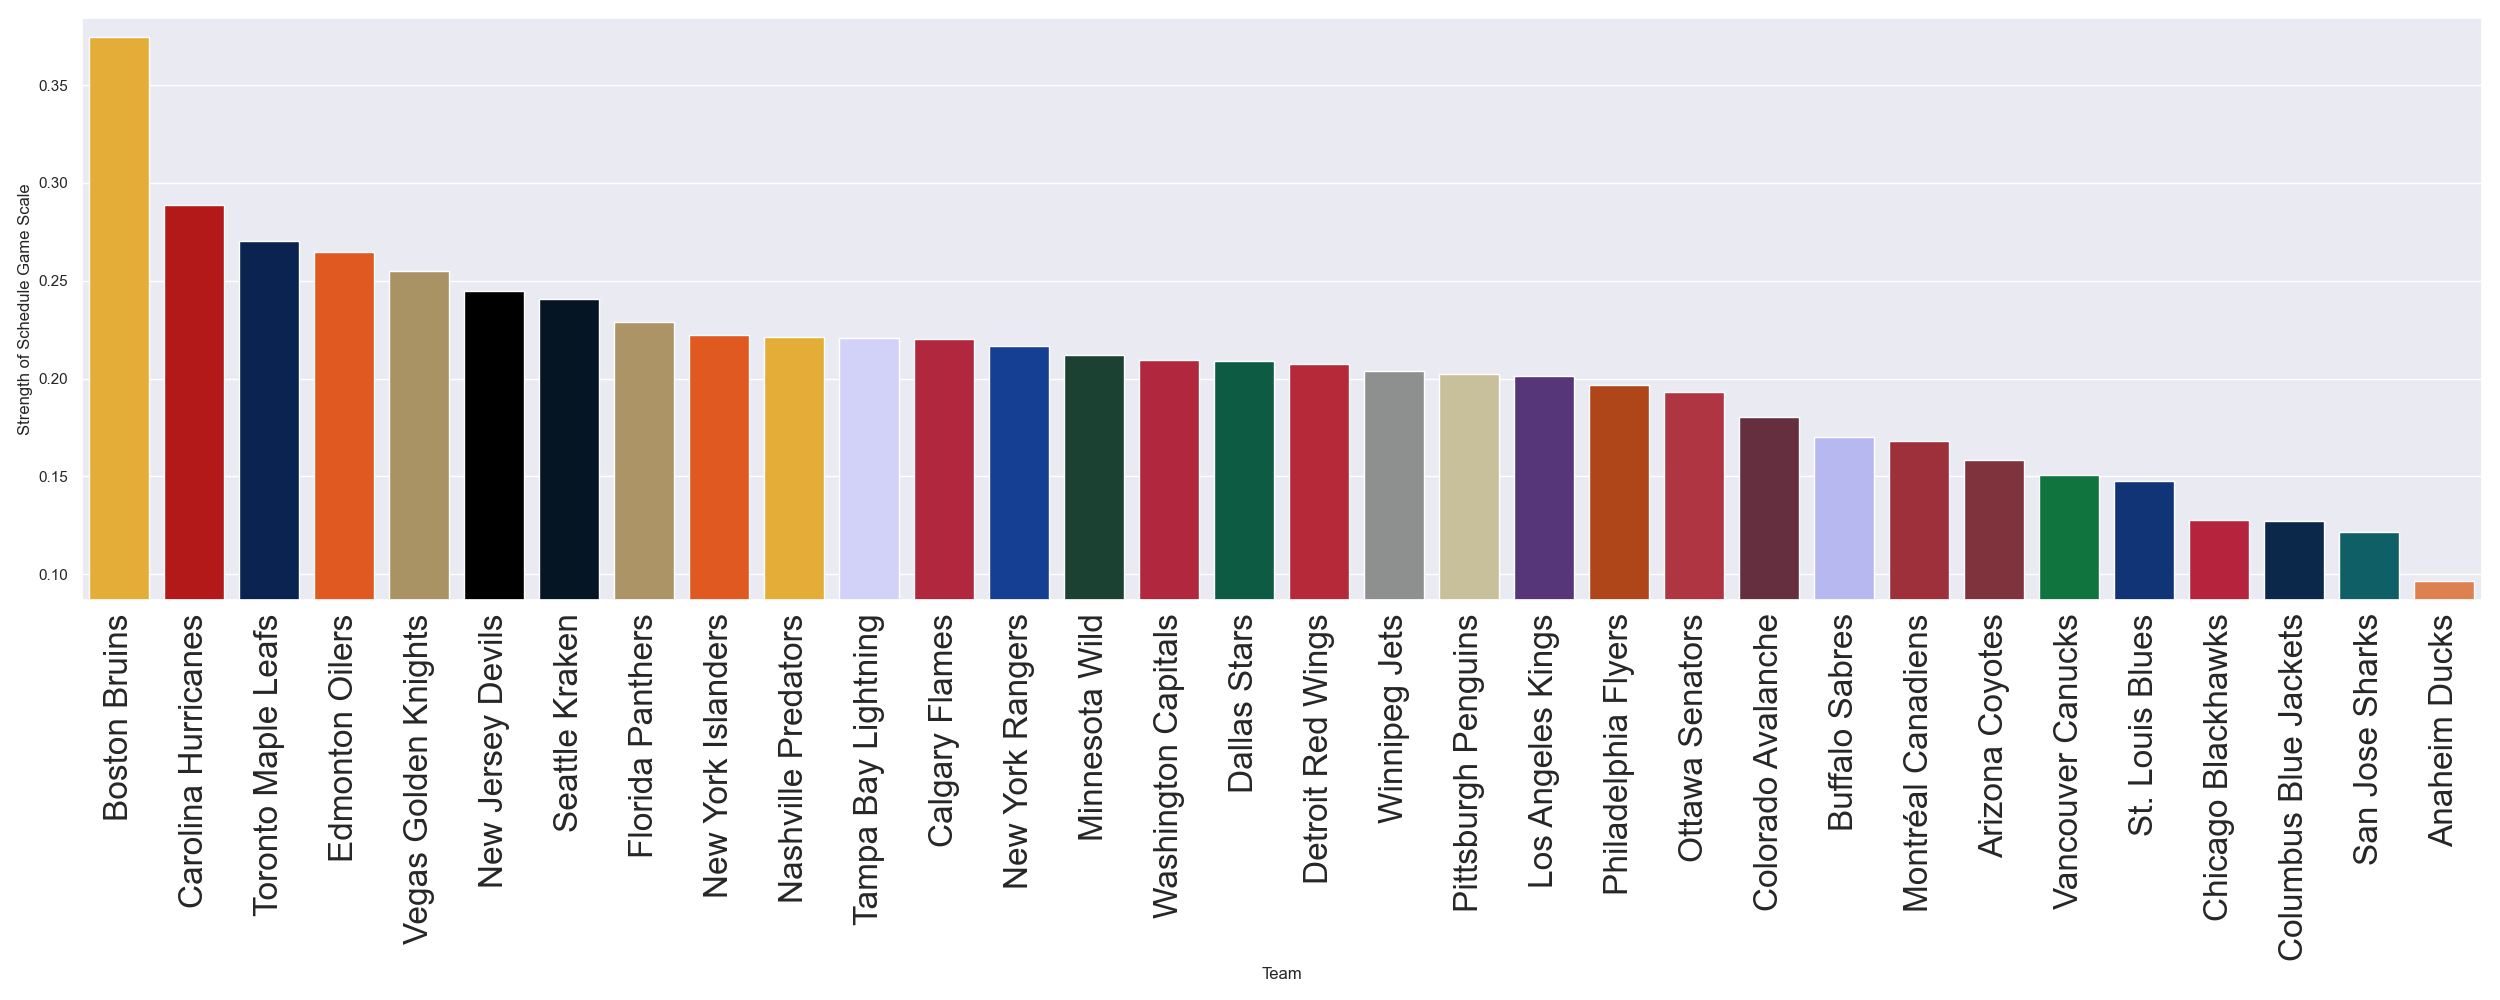 Strength of Schedule Game Scale
0.35
0.30
0.25
0.20
0.15
0.10
Boston Bruins
Carolina Hurricanes
Toronto Maple Leafs
Edmonton Oilers
Vegas Golden Knights
New Jersey Devils
Seattle Kraken
Florida Panthers
New York Islanders
Nashville Predators
Tampa Bay Lightning
Calgary Flames
New York Rangers
Minnesota Wild
Washington Capitals
Dallas Stars
Detroit Red Wings
Winnipeg Jets
Pittsburgh Penguins
Los Angeles Kings
Philadelphia Flyers
Ottawa Senators
Colorado Avalanche
Buffalo Sabres
Montréal Canadiens
Arizona Coyotes
Vancouver Canucks
St. Louis Blues
Chicago Blackhawks
Columbus Blue Jackets
San Jose Sharks
Anaheim Ducks
Team